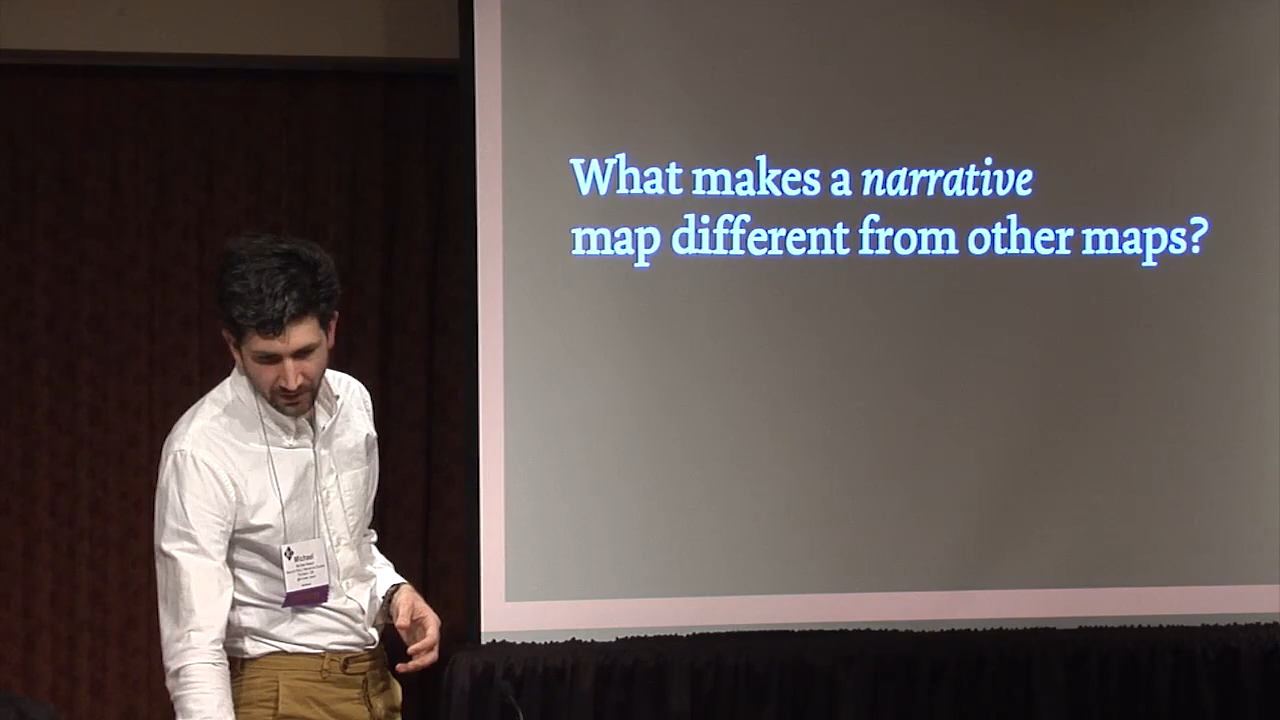 What makes a narrative
map different from other maps?
Michael